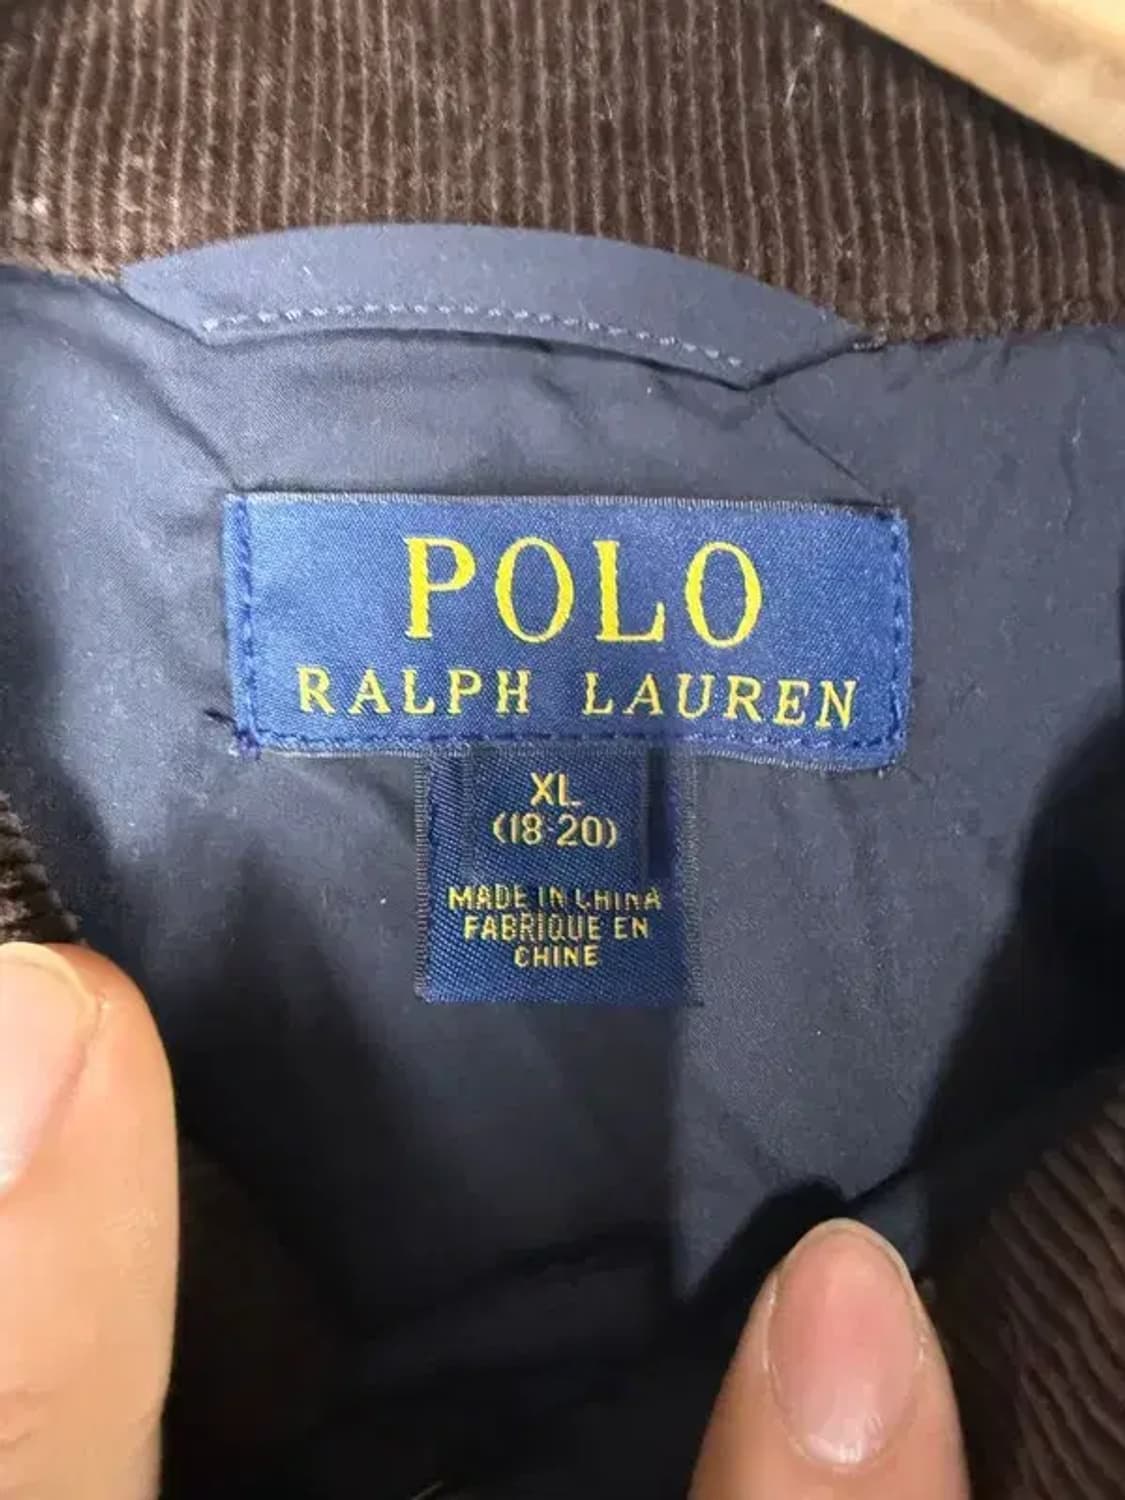 POLO
RALPH LAUREN
XL
(18-20)
MADE IN CHINA
FABRIQUE EN
CHINE